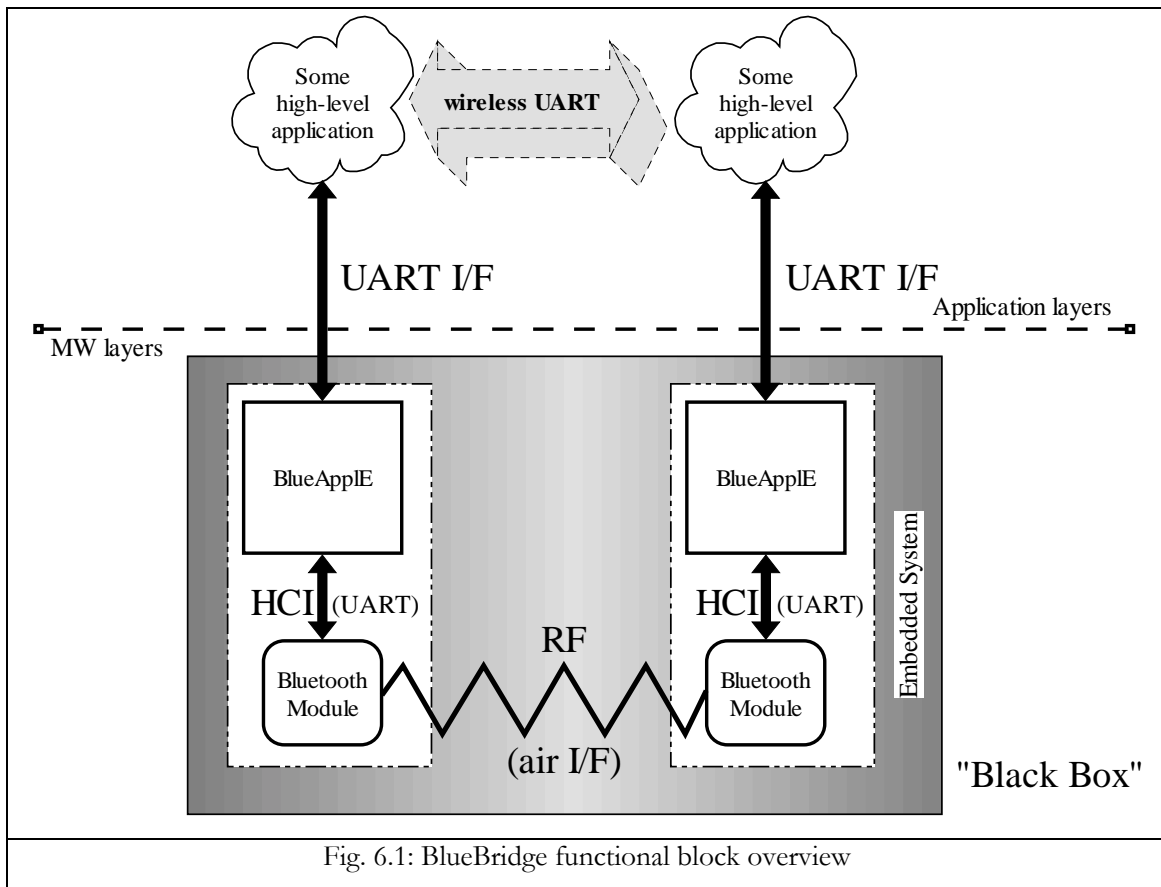 Some
high-level
application
wireless UART
Some
high-level
application
UART I/F
UART I/F
Application layers
MW layers
BlueApplE
BlueApplE
Embedded System
HCI (UART)
HCI (UART)
RF
Bluetooth
Module
Bluetooth
Module
(air I/F)
"Black Box"
Fig. 6.1: BlueBridge functional block overview